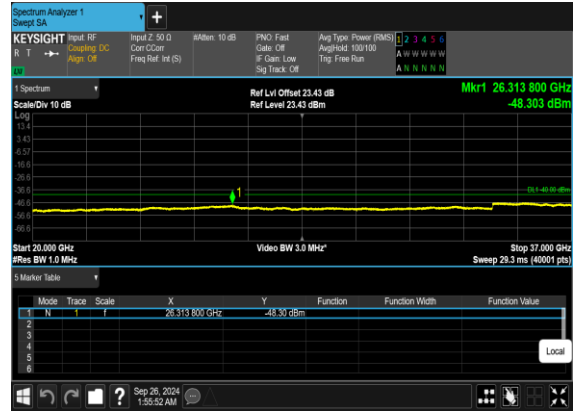 Spectrum Analyzer 1
Swept SA
+
KEYSIGHT Input: RF Input Z: 50 Ω #Atten: 10 dB PNO: Fast Avg Type: Power (RMS) 1 2 3 4 5 6
R T Coupling: DC Corr CCorr Gate: Off Avg|Hold: 100/100 A W W W W W
Align: Off Freq Ref: Int (S) IF Gain: Low Trig: Free Run
Sig Track: Off A N N N N N
1 Spectrum Ref Lvl Offset 23.43 dB Mkr1 26.313 800 GHz
Scale/Div 10 dB Ref Level 23.43 dBm -48.303 dBm
Log
13.4
3.43
-6.57
-16.6
-26.6
-36.6
DL1 -40.00 dBm
1
-46.6
-56.6
-66.6
Start 20.000 GHz Video BW 3.0 MHz* Stop 37.000 GHz
#Res BW 1.0 MHz Sweep 29.3 ms (40001 pts)
5 Marker Table
Mode Trace Scale X Y Function Function Width Function Value
1 N 1 f 26.313 800 GHz -48.30 dBm
2
3
4
5
6
Local
? Sep 26, 2024
1:55:52 AM